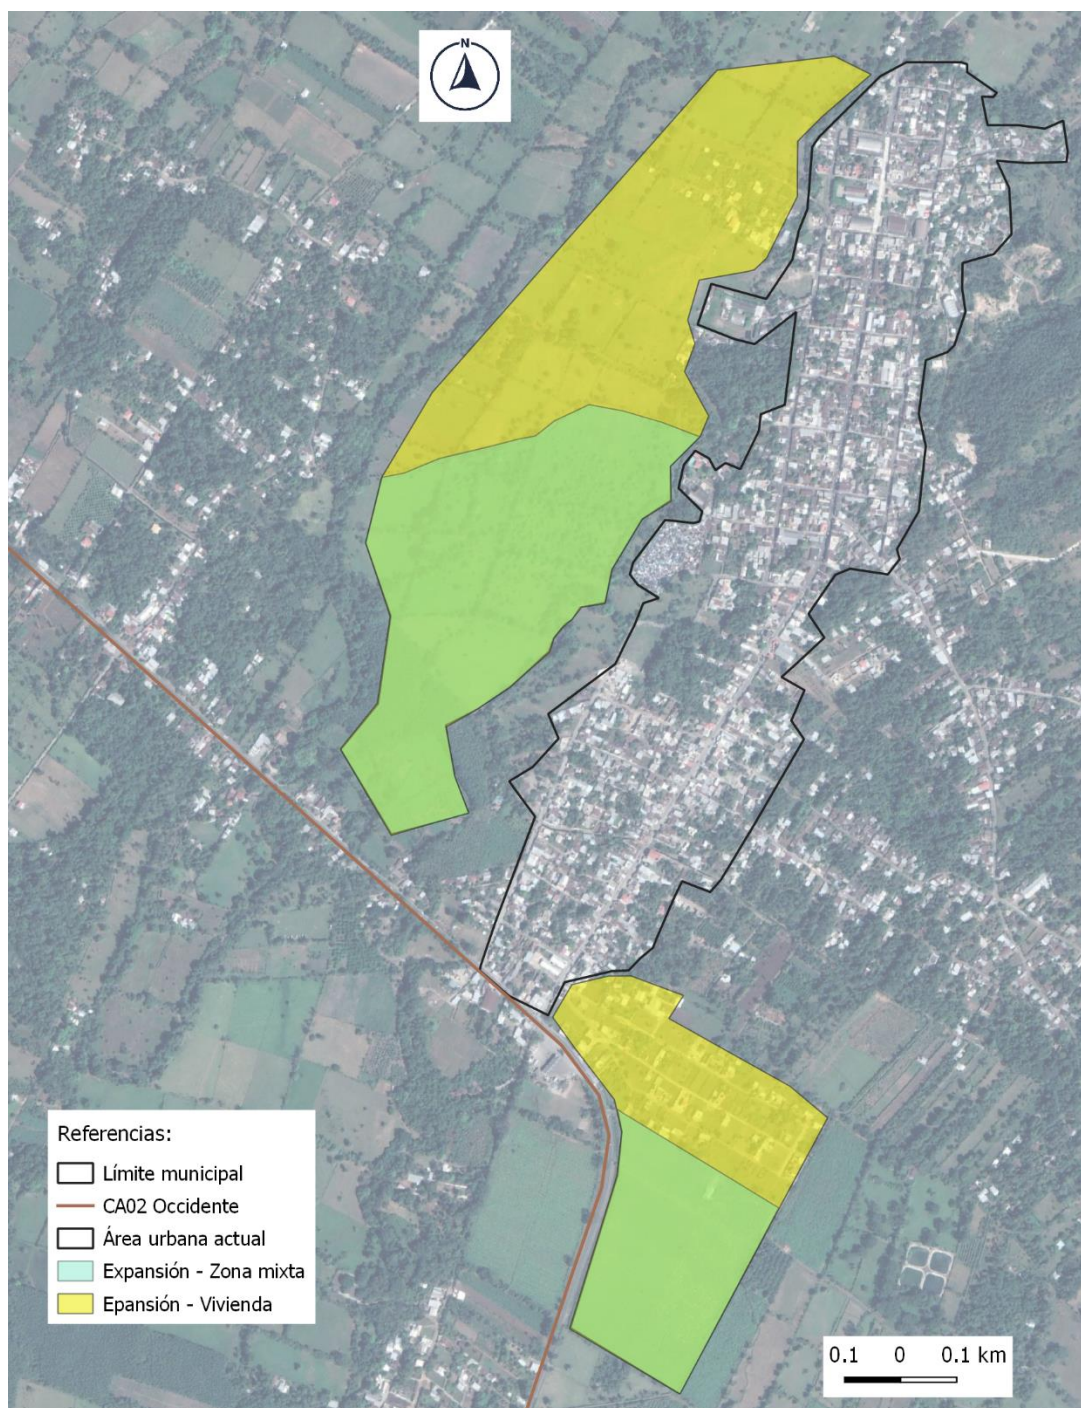 N
Referencias:
Límite municipal
CA02 Occidente
Área urbana actual
Expansión - Zona mixta
Epansión - Vivienda
0.1 0 0.1 km